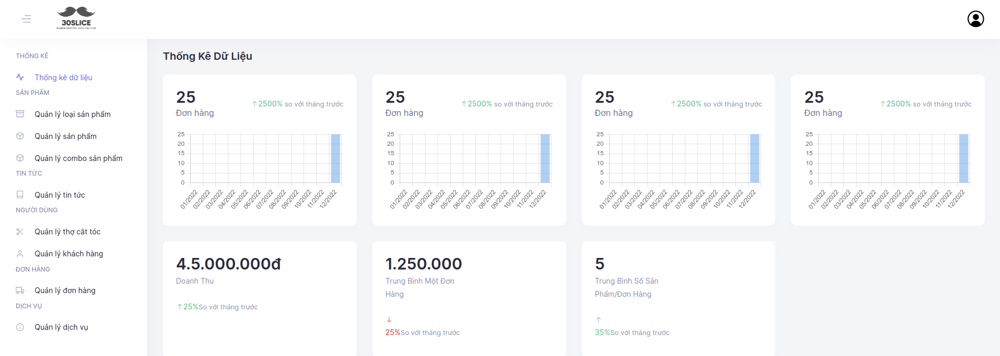 30SLICE
BARBER SHOP ĐẦU HÀNG VIỆT NAM
THỐNG KÊ
Thống kê dữ liệu
SẢN PHẨM
Quản lý loại sản phẩm
Quản lý sản phẩm
Quản lý combo sản phẩm
TIN TỨC
Quản lý tin tức
NGƯỜI DÙNG
Quản lý thợ cắt tóc
Quản lý khách hàng
ĐƠN HÀNG
Quản lý đơn hàng
DỊCH VỤ
Quản lý dịch vụ
Thống Kê Dữ Liệu
25
Đơn hàng
↑2500% so với tháng trước
25
20
15
10
5
0
01/2022 02/2022 03/2022 04/2022 05/2022 06/2022 07/2022 08/2022 09/2022 10/2022 11/2022 12/2022
25
Đơn hàng
↑2500% so với tháng trước
25
20
15
10
5
0
01/2022 02/2022 03/2022 04/2022 05/2022 06/2022 07/2022 08/2022 09/2022 10/2022 11/2022 12/2022
25
Đơn hàng
↑2500% so với tháng trước
25
20
15
10
5
0
01/2022 02/2022 03/2022 04/2022 05/2022 06/2022 07/2022 08/2022 09/2022 10/2022 11/2022 12/2022
25
Đơn hàng
↑2500% so với tháng trước
25
20
15
10
5
0
01/2022 02/2022 03/2022 04/2022 05/2022 06/2022 07/2022 08/2022 09/2022 10/2022 11/2022 12/2022
4.5.000.000đ
Doanh Thu
↑25%So với tháng trước
1.250.000
Trung Bình Một Đơn
Hàng
↓
25%So với tháng trước
5
Trung Bình Số Sản
Phẩm/Đơn Hàng
↑
35%So với tháng trước